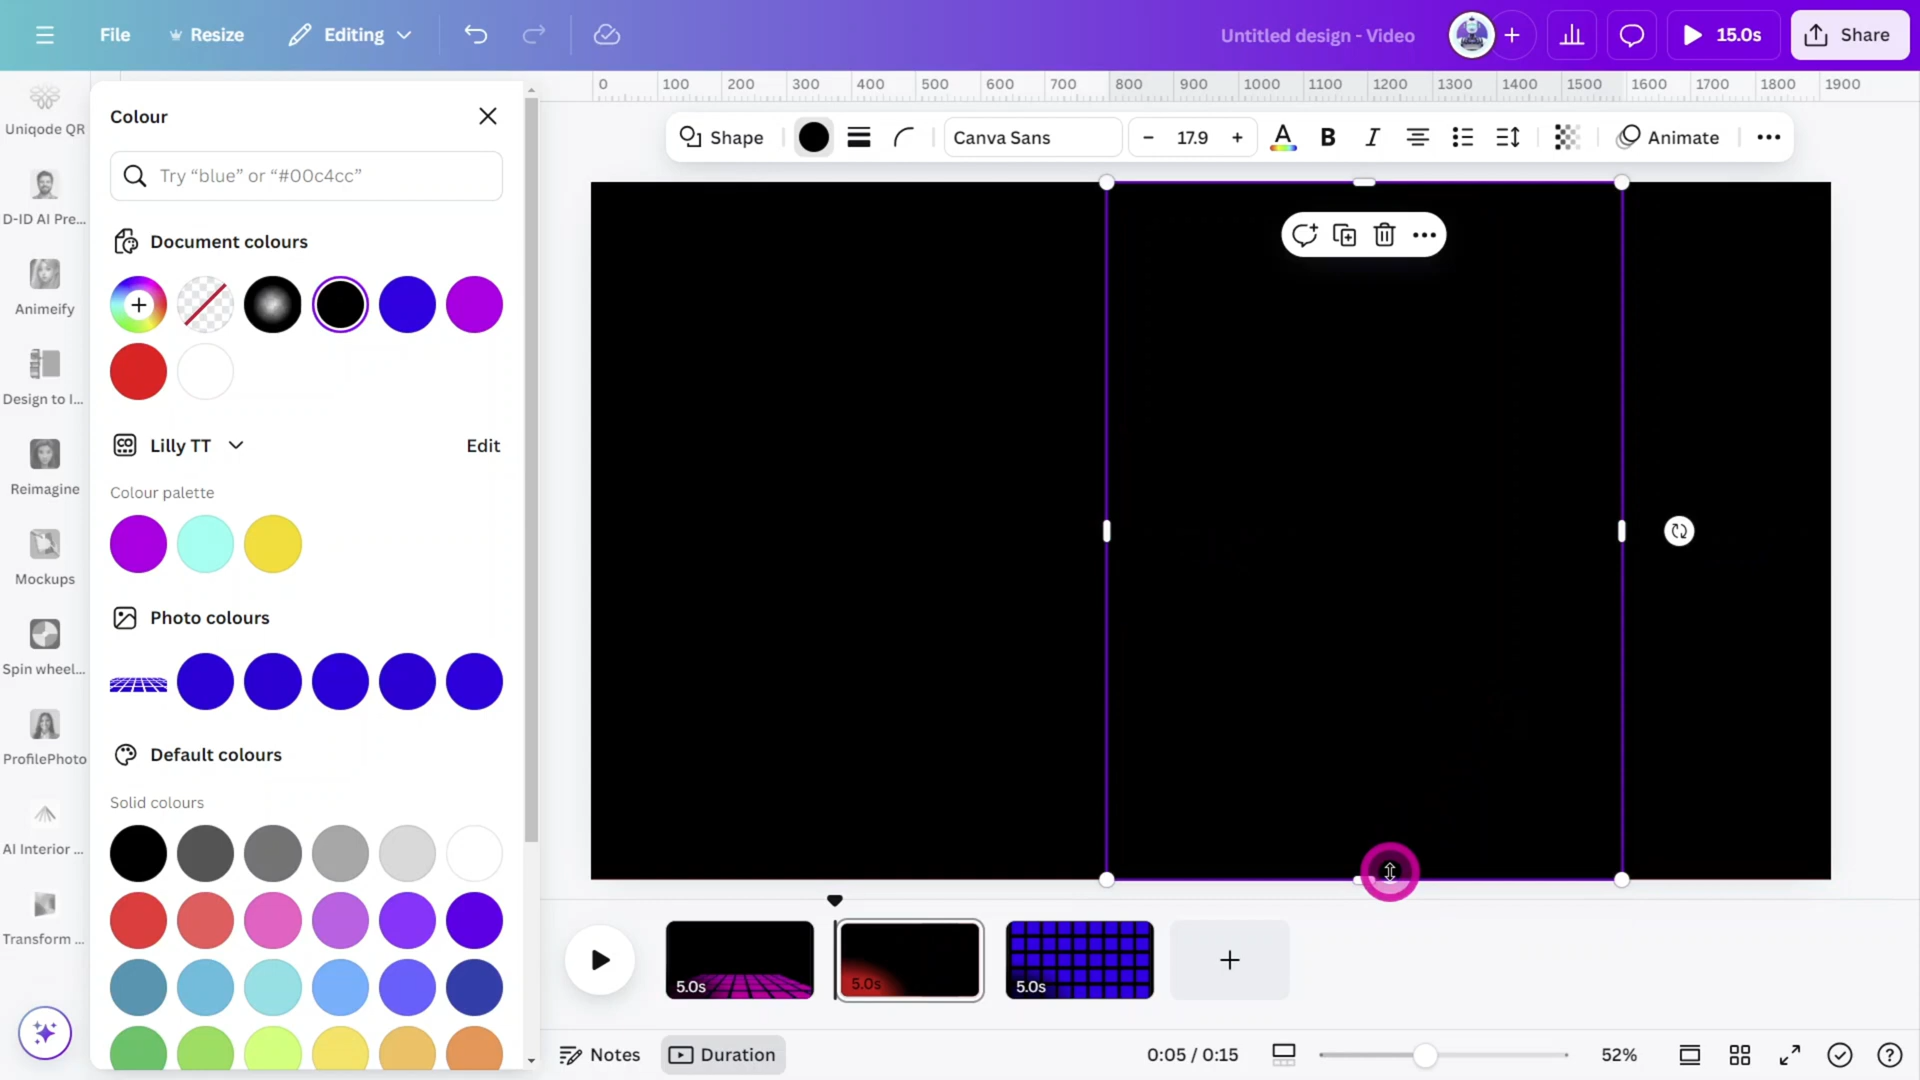 File
Resize
Editing
Untitled design - Video
15.0s
Share
0 100 200 300 400 500 600 700 800 900 1000 1100 1200 1300 1400 1500 1600 1700 1800 1900
Shape
Canva Sans
– 17.9 +
A
B
I
Animate
Uniqode QR
D-ID AI Pre...
Animeify
Design to I...
Reimagine
Mockups
Spin wheel...
ProfilePhoto
AI Interior ...
Transform ...
Colour
Try “blue” or “#00c4cc”
Document colours
Lilly TT
Edit
Colour palette
Photo colours
Default colours
Solid colours
5.0s
5.0s
5.0s
Notes
Duration
0:05 / 0:15
52%